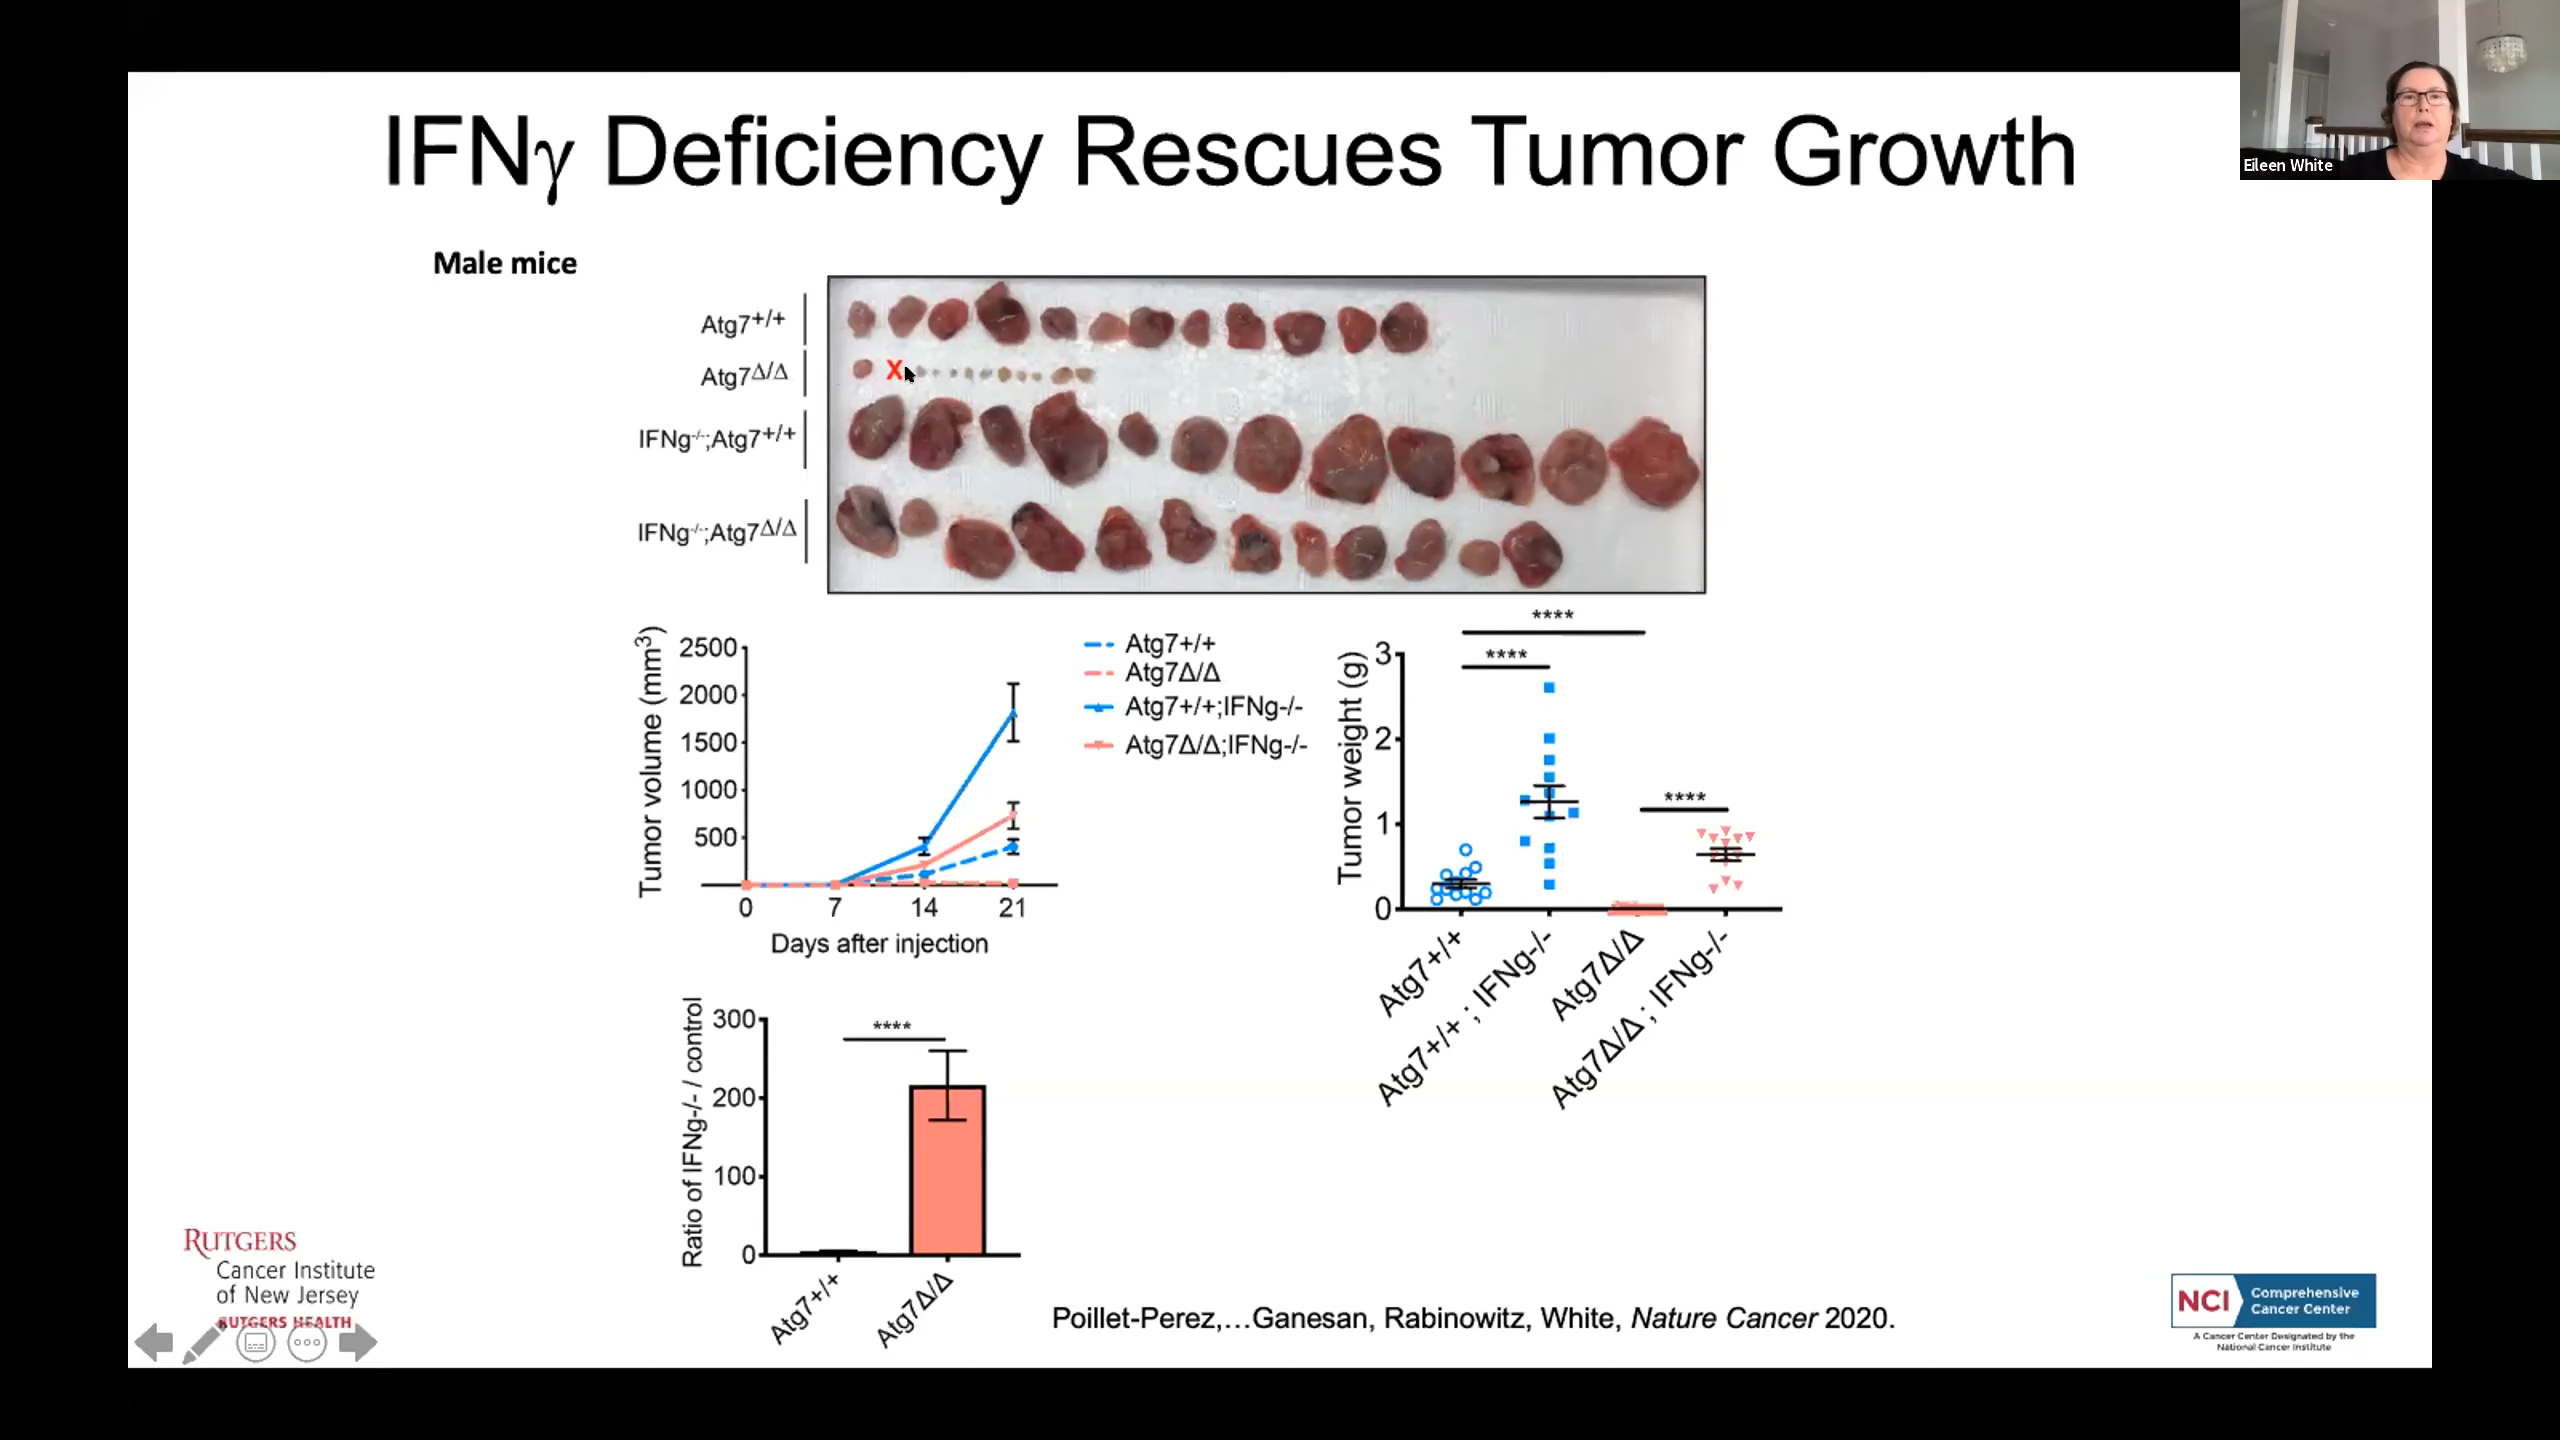 IFNγ Deficiency Rescues Tumor Growth
Eileen White
Male mice
Atg7+/+
Atg7Δ/Δ
X
IFNg-/-;Atg7+/+
IFNg-/-;Atg7Δ/Δ
Tumor volume (mm3)
2500
2000
1500
1000
500
0 7 14 21
Days after injection
Atg7+/+
Atg7Δ/Δ
Atg7+/+;IFNg-/-
Atg7Δ/Δ;IFNg-/-
****
****
****
Tumor weight (g)
3
2
1
0
Atg7+/+
Atg7+/+ ; IFNg-/-
Atg7Δ/Δ
Atg7Δ/Δ ; IFNg-/-
Ratio of IFNg-/- / control
300
200
100
0
****
Atg7+/+
Atg7Δ/Δ
RUTGERS
Cancer Institute
of New Jersey
RUTGERS HEALTH
Poillet-Perez,...Ganesan, Rabinowitz, White, Nature Cancer 2020.
NCI
Comprehensive
Cancer Center
A Cancer Center Designated by the
National Cancer Institute